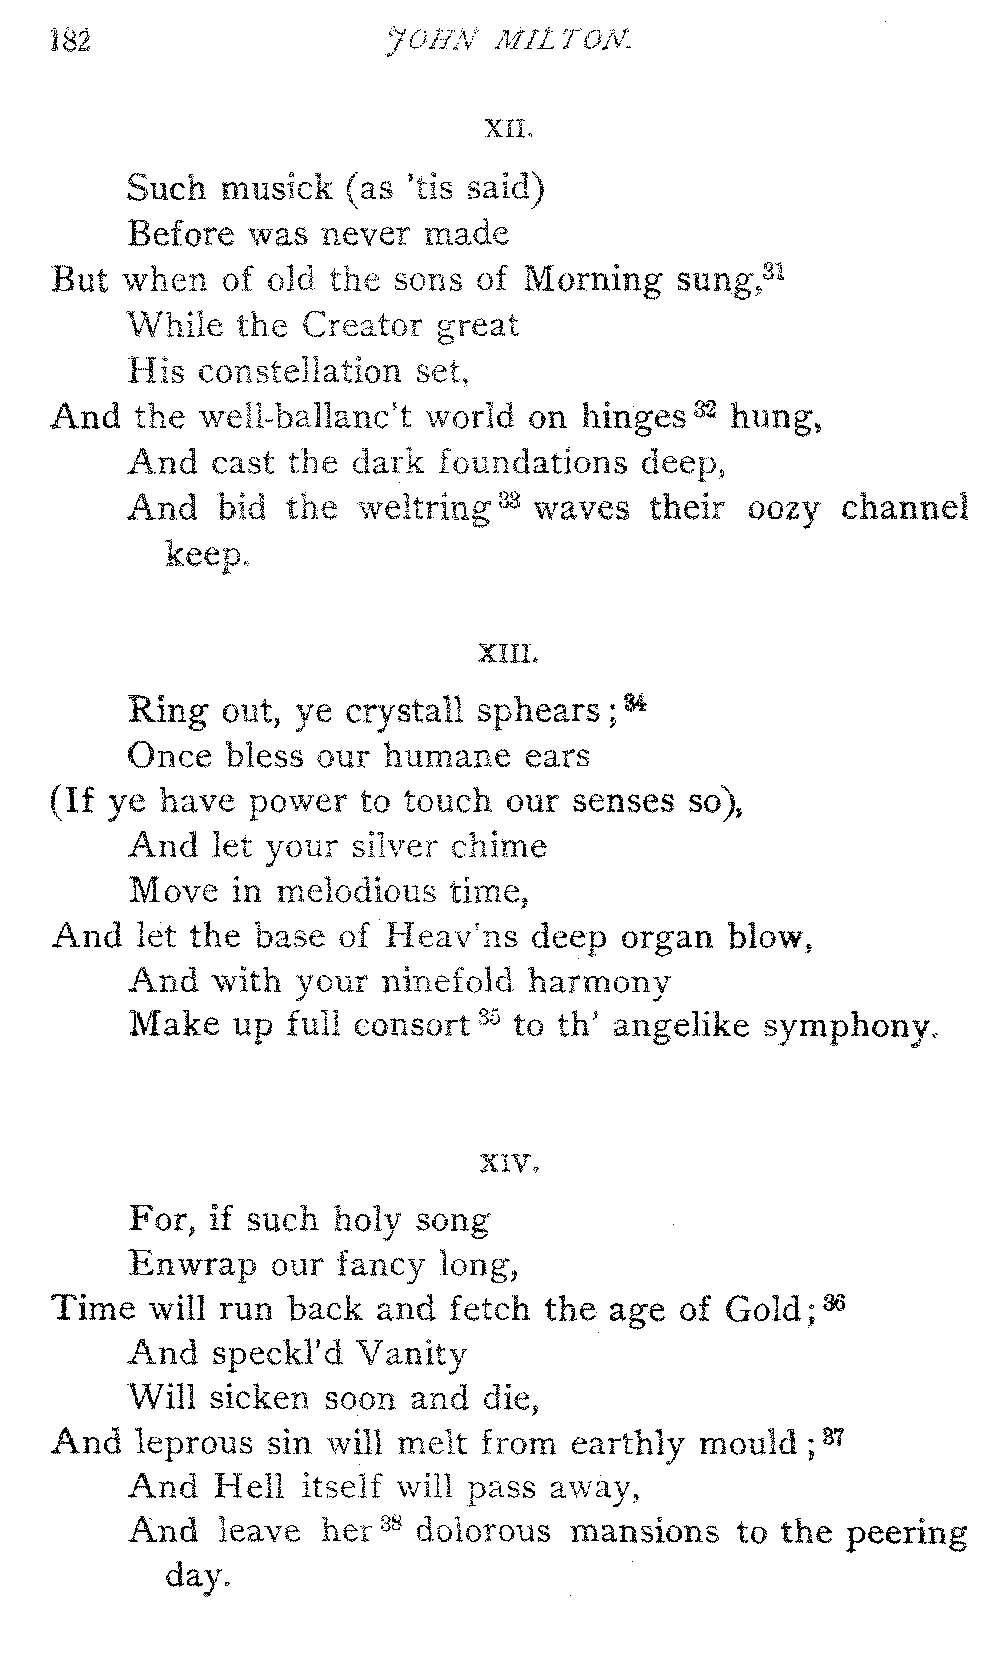 182 JOHN MILTON.
XII.
Such musick (as 'tis said)
Before was never made
But when of old the sons of Morning sung,³¹
While the Creator great
His constellation set,
And the well-ballanc't world on hinges³² hung,
And cast the dark foundations deep,
And bid the weltring³³ waves their oozy channel
keep.
XIII.
Ring out, ye crystall sphears;³⁴
Once bless our humane ears
(If ye have power to touch our senses so),
And let your silver chime
Move in melodious time,
And let the base of Heav'ns deep organ blow,
And with your ninefold harmony
Make up full consort³⁵ to th' angelike symphony.
XIV.
For, if such holy song
Enwrap our fancy long,
Time will run back and fetch the age of Gold;³⁶
And speckl'd Vanity
Will sicken soon and die,
And leprous sin will melt from earthly mould;³⁷
And Hell itself will pass away,
And leave her³⁸ dolorous mansions to the peering
day.